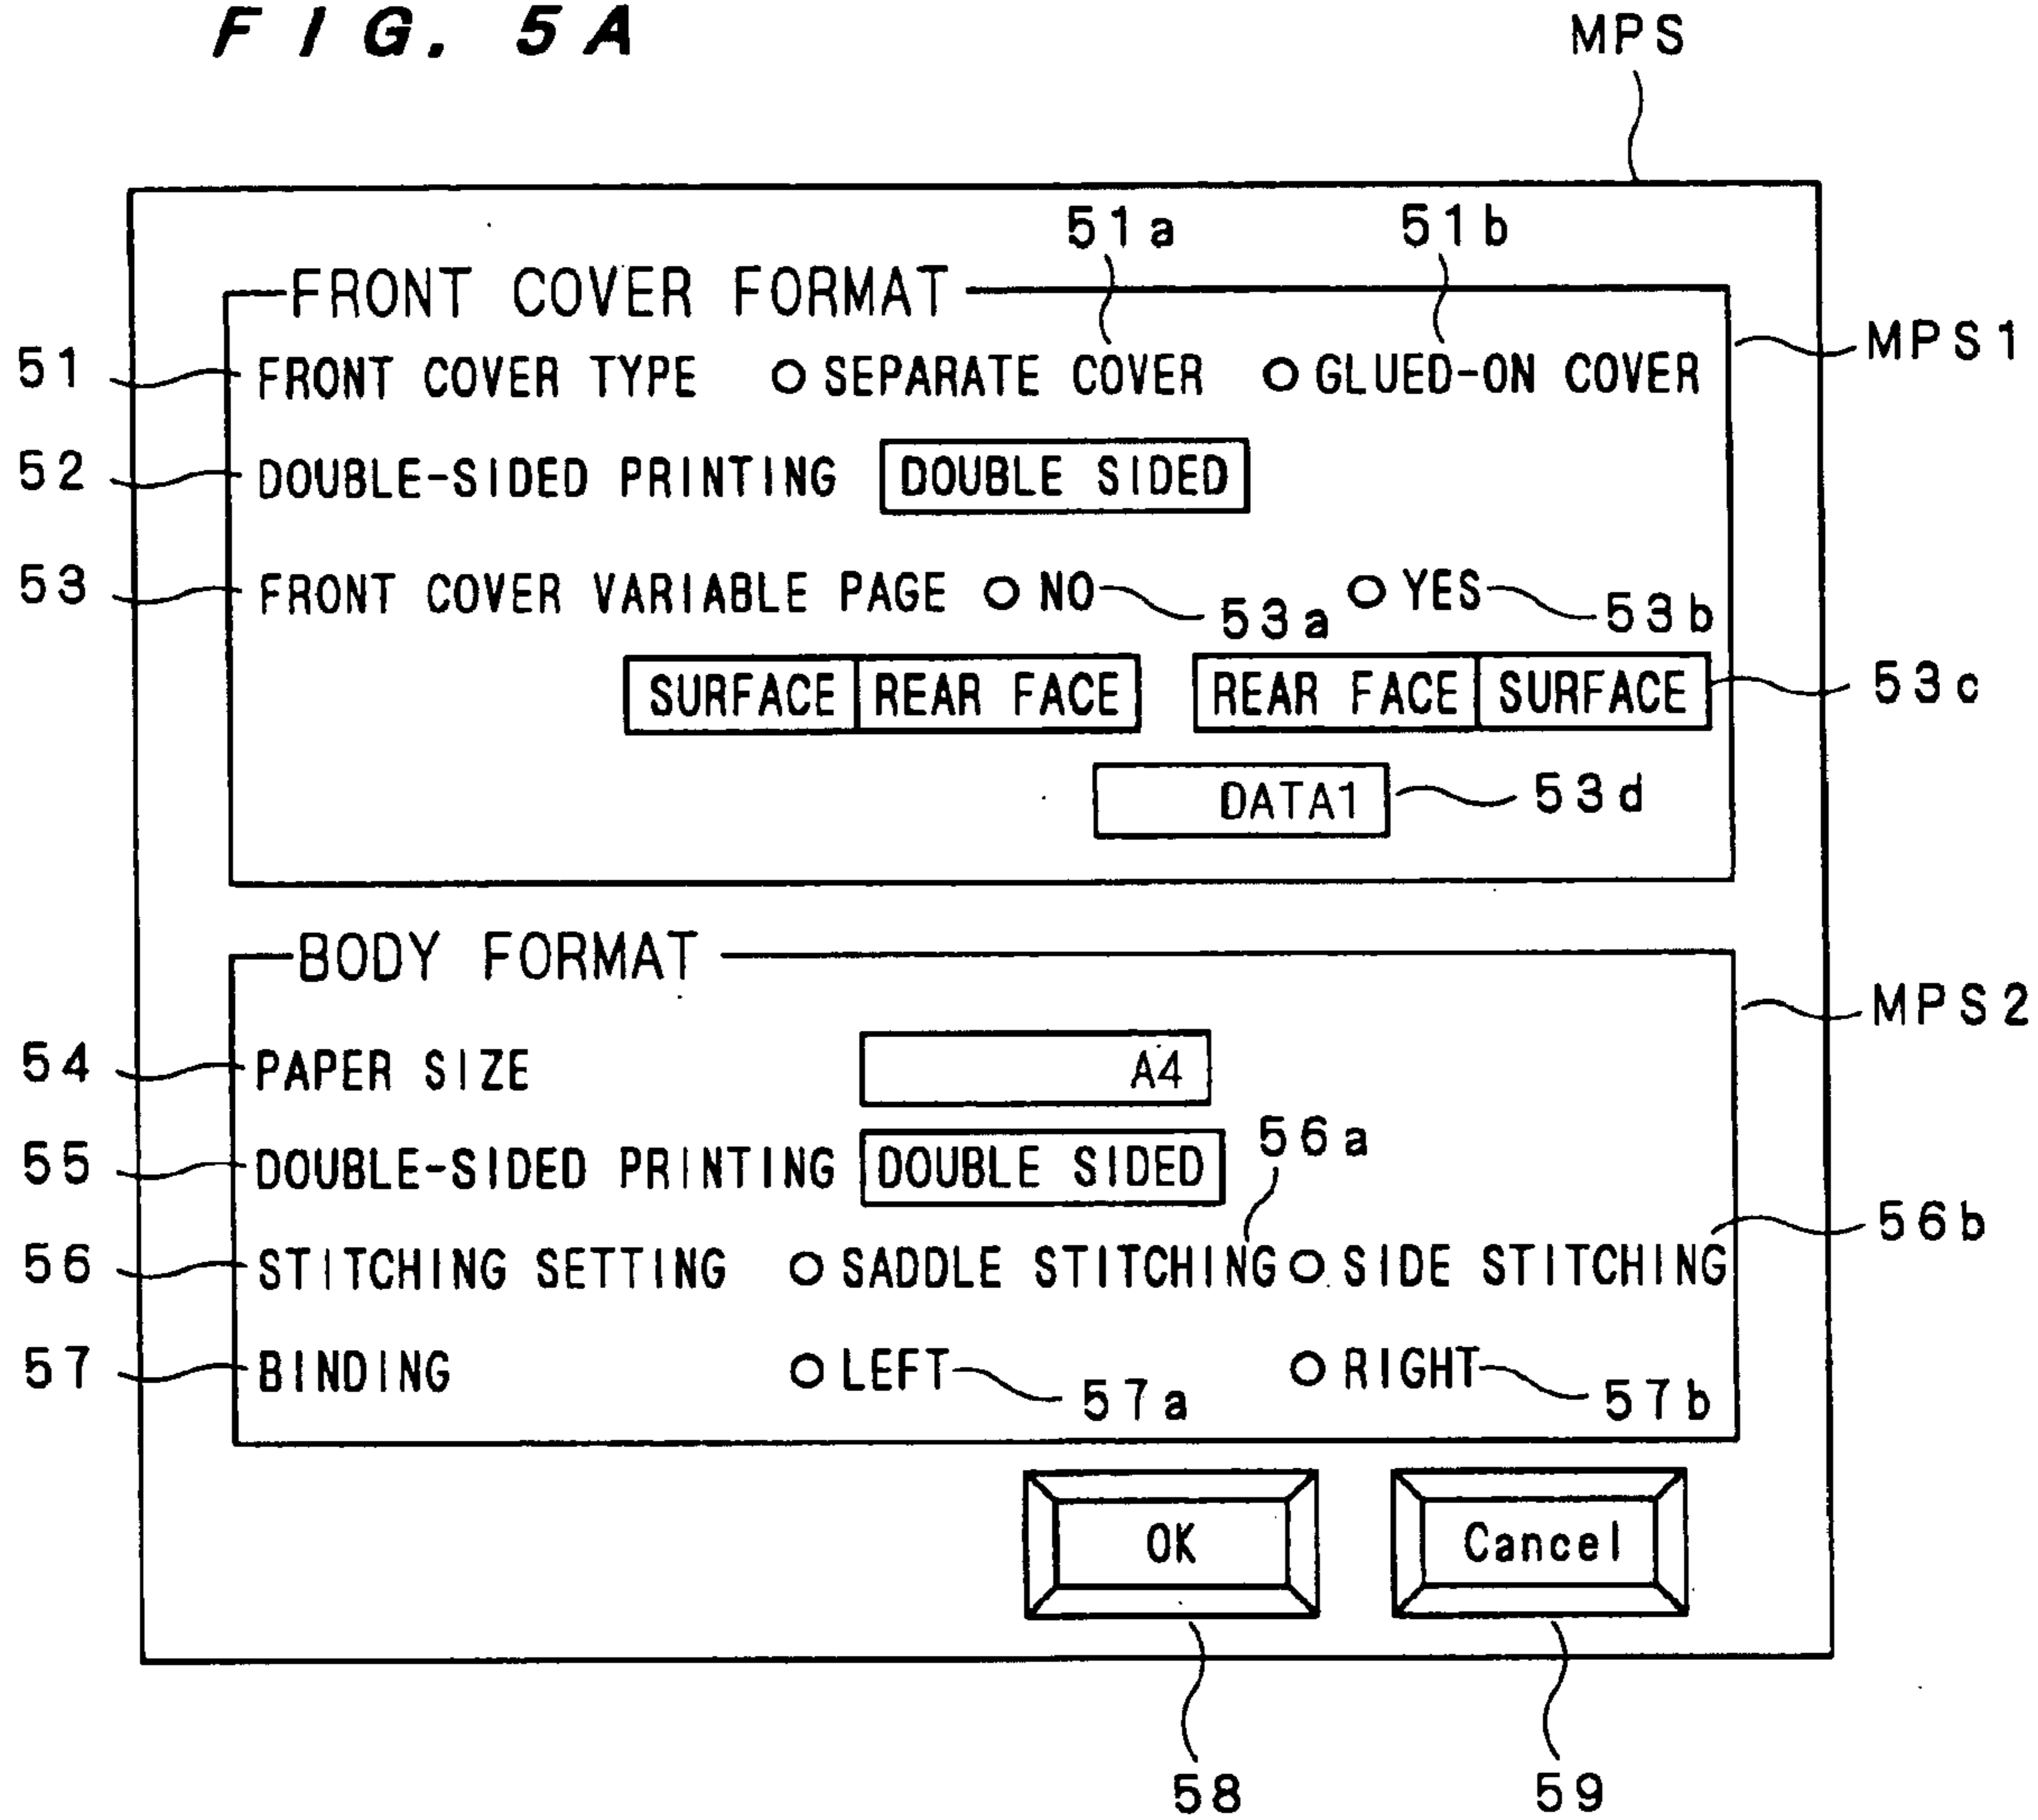 FIG. 5A
MPS
51a 51b
FRONT COVER FORMAT
MPS1
51 FRONT COVER TYPE SEPARATE COVER GLUED-ON COVER
52 DOUBLE-SIDED PRINTING DOUBLE SIDED
53 FRONT COVER VARIABLE PAGE NO 53a YES 53b
SURFACE REAR FACE REAR FACE SURFACE 53c
DATA1 53d
BODY FORMAT
MPS2
54 PAPER SIZE A4
55 DOUBLE-SIDED PRINTING DOUBLE SIDED 56a
56 STITCHING SETTING SADDLE STITCHING SIDE STITCHING 56b
57 BINDING LEFT 57a RIGHT 57b
OK Cancel
58 59